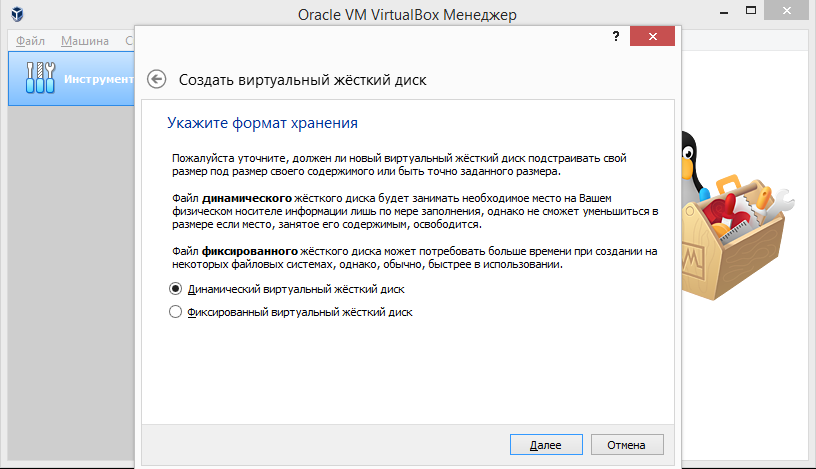 Oracle VM VirtualBox Менеджер
Файл Машина С
Инструмент
?
Создать виртуальный жёсткий диск
Укажите формат хранения
Пожалуйста уточните, должен ли новый виртуальный жёсткий диск подстраивать свой
размер под размер своего содержимого или быть точно заданного размера.
Файл динамического жёсткого диска будет занимать необходимое место на Вашем
физическом носителе информации лишь по мере заполнения, однако не сможет уменьшиться в
размере если место, занятое его содержимым, освободится.
Файл фиксированного жёсткого диска может потребовать больше времени при создании на
некоторых файловых системах, однако, обычно, быстрее в использовании.
Динамический виртуальный жёсткий диск
Фиксированный виртуальный жёсткий диск
Далее Отмена